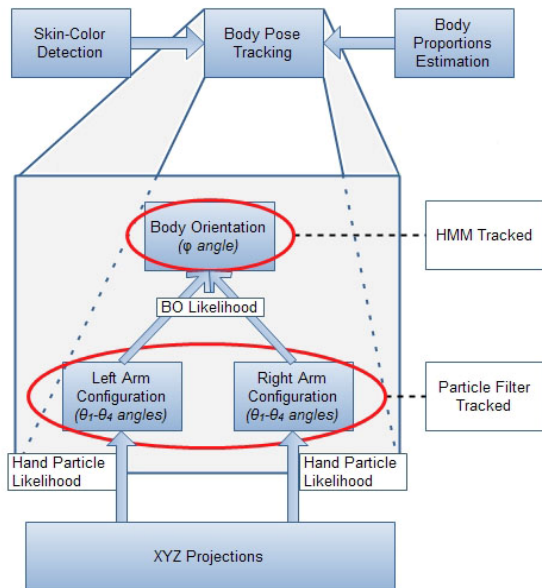 Skin-Color
Detection
Body Pose
Tracking
Body
Proportions
Estimation
Body Orientation
(φ angle)
HMM Tracked
BO Likelihood
Left Arm
Configuration
(θ₁-θ₄ angles)
Right Arm
Configuration
(θ₁-θ₄ angles)
Particle Filter
Tracked
Hand Particle
Likelihood
Hand Particle
Likelihood
XYZ Projections